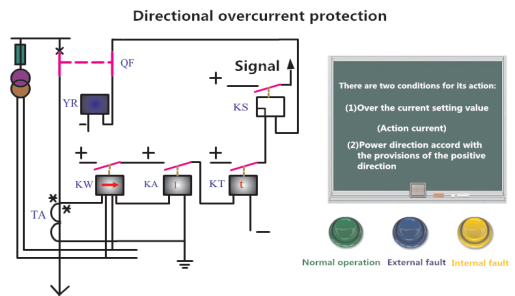 Directional overcurrent protection
QF
Signal
+
YR
KS
−
+
+
+
KW
KA
I
KT
t
TA
−
There are two conditions for its action:
(1)Over the current setting value
(Action current)
(2)Power direction accord with
the provisions of the positive
direction
Normal operation
External fault
Internal fault